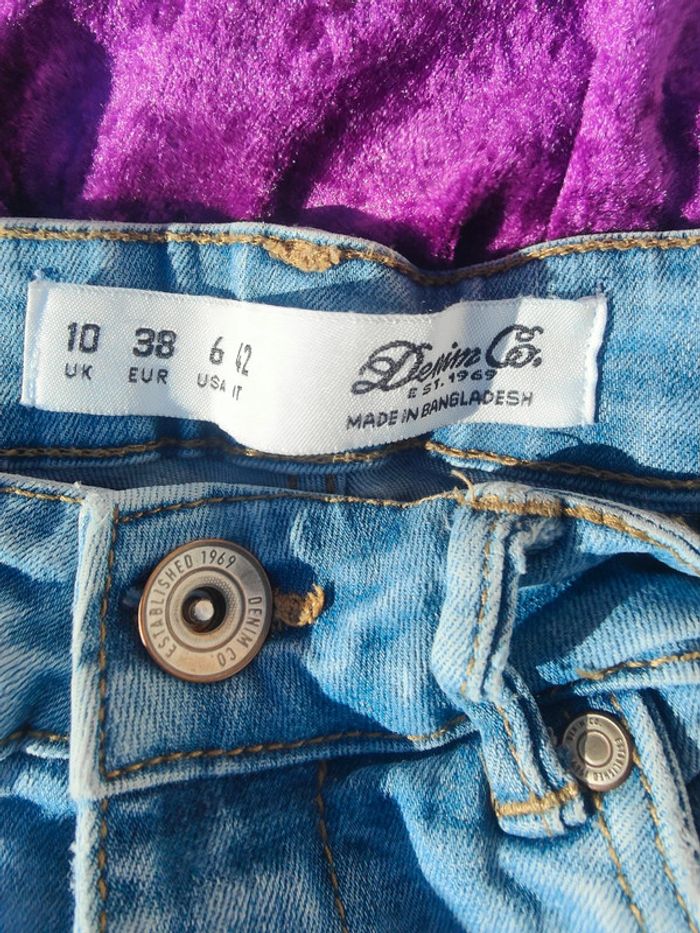 10 38 6 42
UK EUR USA IT
Denim Co.
EST. 1969
MADE IN BANGLADESH
ESTABLISHED 1969
DENIM CO.
DENIM CO.
ESTABLISHED